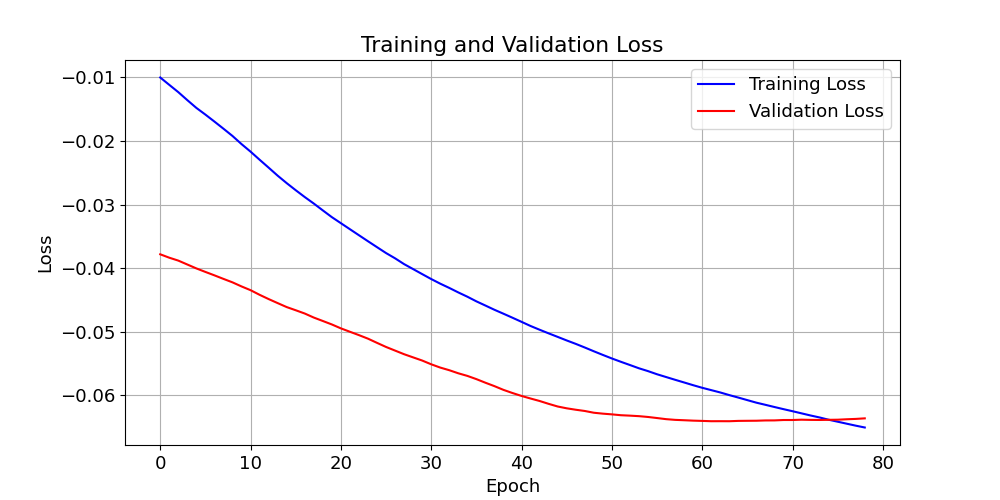 Training and Validation Loss
Training Loss
Validation Loss
Loss
−0.01
−0.02
−0.03
−0.04
−0.05
−0.06
0 10 20 30 40 50 60 70 80
Epoch